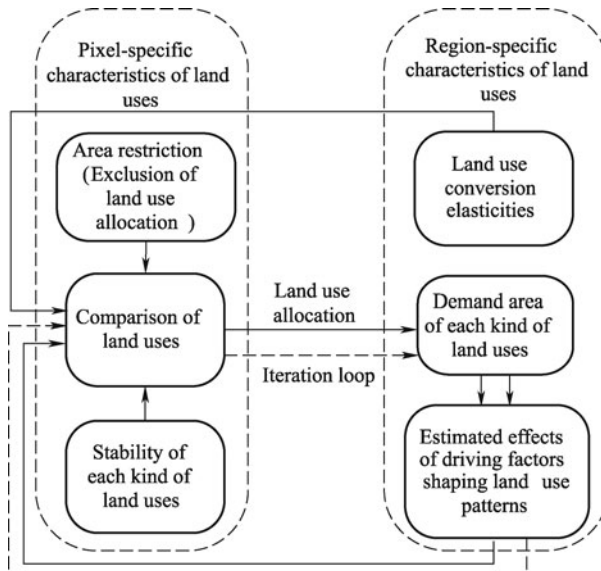 Pixel-specific
characteristics of land
uses
Area restriction
(Exclusion of
land use
allocation )
Comparison of
land uses
Stability of
each kind of
land uses
Land use
allocation
Iteration loop
Region-specific
characteristics of land
uses
Land use
conversion
elasticities
Demand area
of each kind of
land uses
Estimated effects
of driving factors
shaping land use
patterns